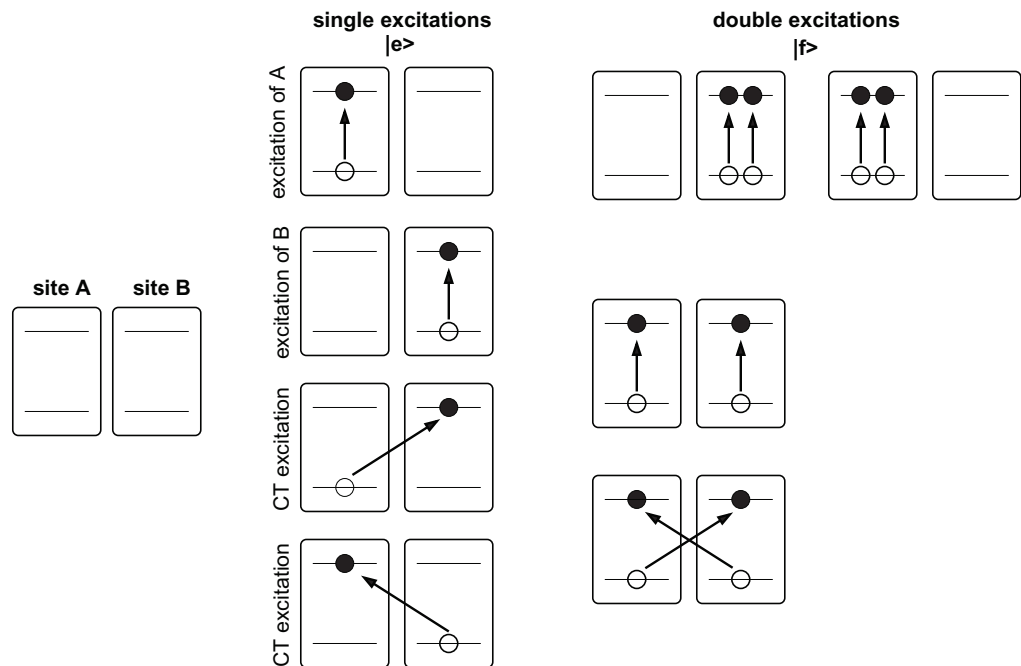 single excitations
|e>
double excitations
|f>
excitation of A
excitation of B
site A
site B
CT excitation
CT excitation